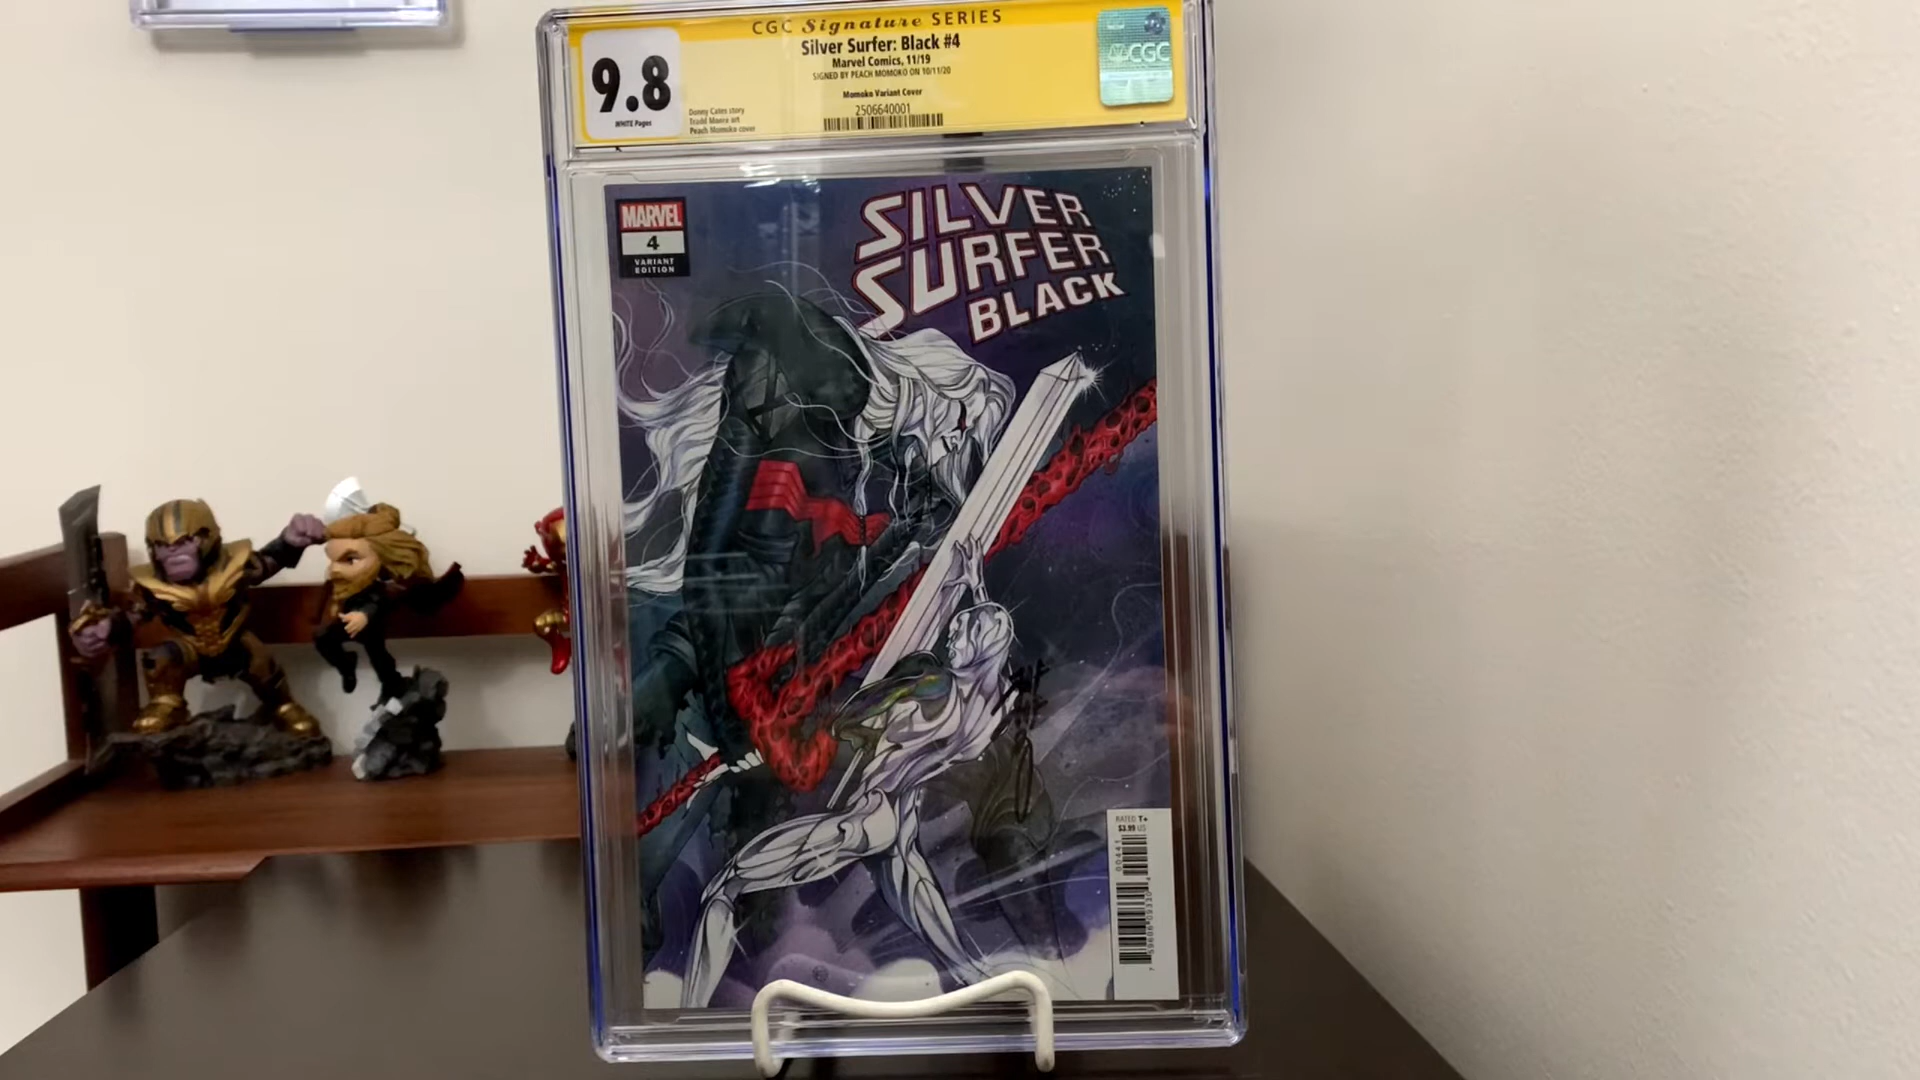 CGC Signature SERIES
9.8
WHITE Pages
Silver Surfer: Black #4
Marvel Comics, 11/19
SIGNED BY PEACH MOMOKO ON 10/11/20
Momoko Variant Cover
2506640001
Donny Cates story
Tradd Moore art
Peach Momoko cover
CGC
MARVEL
4
VARIANT
EDITION
SILVER
SURFER
BLACK
RATED T+
$3.99 US
00441